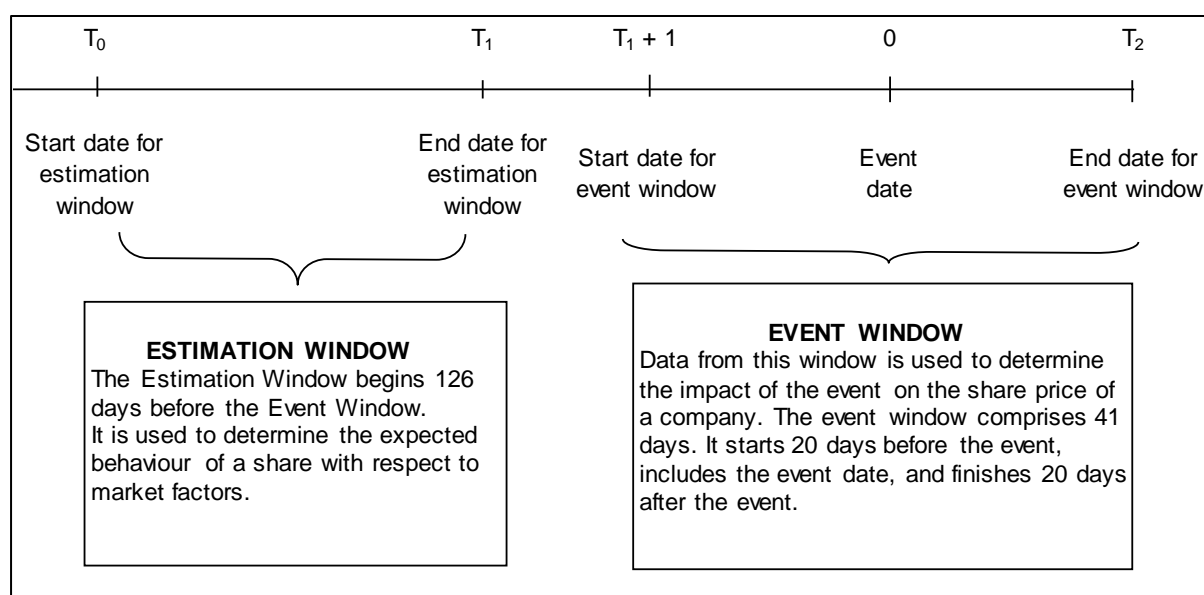 T₀ T₁ T₁ + 1 0 T₂
Start date for
estimation
window
End date for
estimation
window
Start date for
event window
Event
date
End date for
event window
ESTIMATION WINDOW
The Estimation Window begins 126
days before the Event Window.
It is used to determine the expected
behaviour of a share with respect to
market factors.
EVENT WINDOW
Data from this window is used to determine
the impact of the event on the share price of
a company. The event window comprises 41
days. It starts 20 days before the event,
includes the event date, and finishes 20 days
after the event.